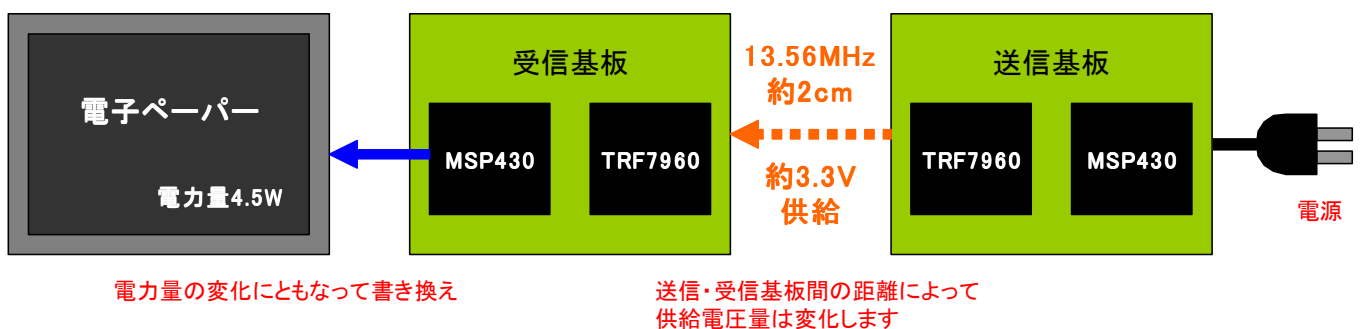 電子ペーパー
電力量4.5W
受信基板
MSP430
TRF7960
13.56MHz
約2cm
約3.3V
供給
送信基板
TRF7960
MSP430
電源
電力量の変化にともなって書き換え
送信・受信基板間の距離によって
供給電圧量は変化します